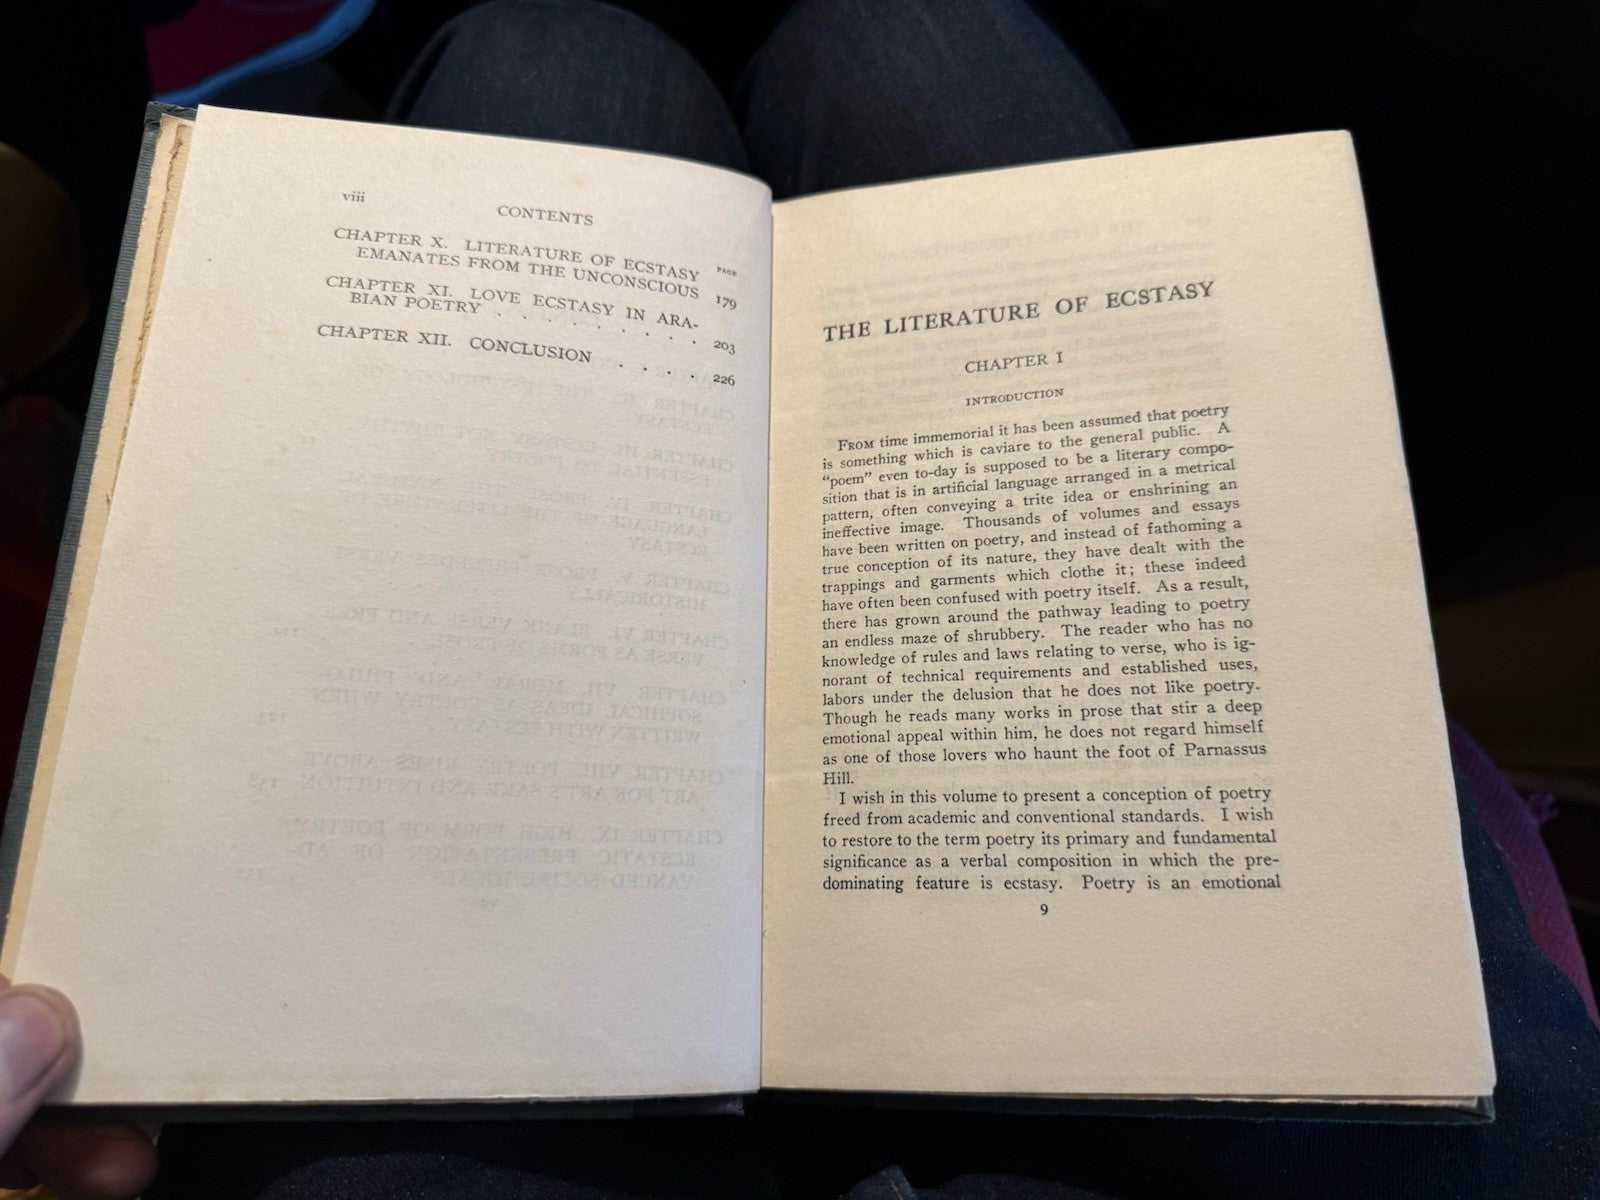 viii
CONTENTS
PAGE
CHAPTER X. LITERATURE OF ECSTASY
EMANATES FROM THE UNCONSCIOUS 179
CHAPTER XI. LOVE ECSTASY IN ARA-
BIAN POETRY . . . . . . . . 203
CHAPTER XII. CONCLUSION . . . . 226
THE LITERATURE OF ECSTASY
CHAPTER I
INTRODUCTION
FROM time immemorial it has been assumed that poetry
is something which is caviare to the general public. A
"poem" even to-day is supposed to be a literary compo-
sition that is in artificial language arranged in a metrical
pattern, often conveying a trite idea or enshrining an
ineffective image. Thousands of volumes and essays
have been written on poetry, and instead of fathoming a
true conception of its nature, they have dealt with the
trappings and garments which clothe it; these indeed
have often been confused with poetry itself. As a result,
there has grown around the pathway leading to poetry
an endless maze of shrubbery. The reader who has no
knowledge of rules and laws relating to verse, who is ig-
norant of technical requirements and established uses,
labors under the delusion that he does not like poetry.
Though he reads many works in prose that stir a deep
emotional appeal within him, he does not regard himself
as one of those lovers who haunt the foot of Parnassus
Hill.
I wish in this volume to present a conception of poetry
freed from academic and conventional standards. I wish
to restore to the term poetry its primary and fundamental
significance as a verbal composition in which the pre-
dominating feature is ecstasy. Poetry is an emotional
9